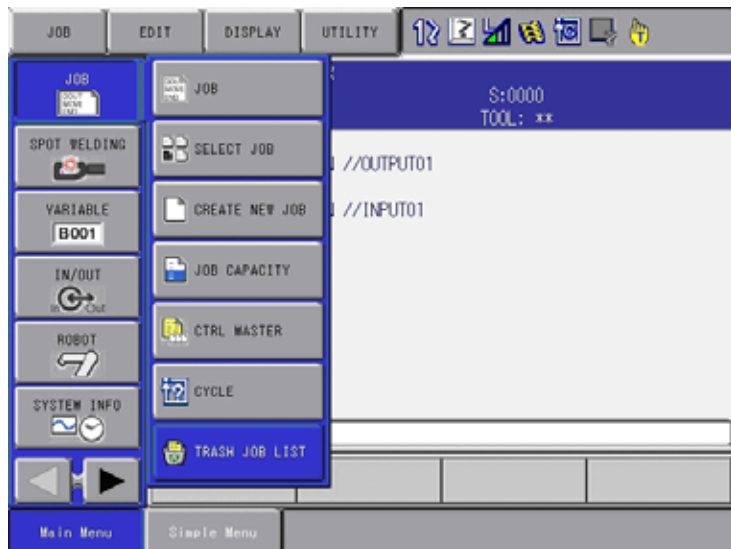 JOB EDIT DISPLAY UTILITY
JOB
SPOT WELDING
VARIABLE
B001
IN/OUT
In Out
ROBOT
SYSTEM INFO
JOB
SELECT JOB
CREATE NEW JOB
JOB CAPACITY
CTRL MASTER
CYCLE
TRASH JOB LIST
S:0000
TOOL: **
//OUTPUT01
//INPUT01
Main Menu Simple Menu